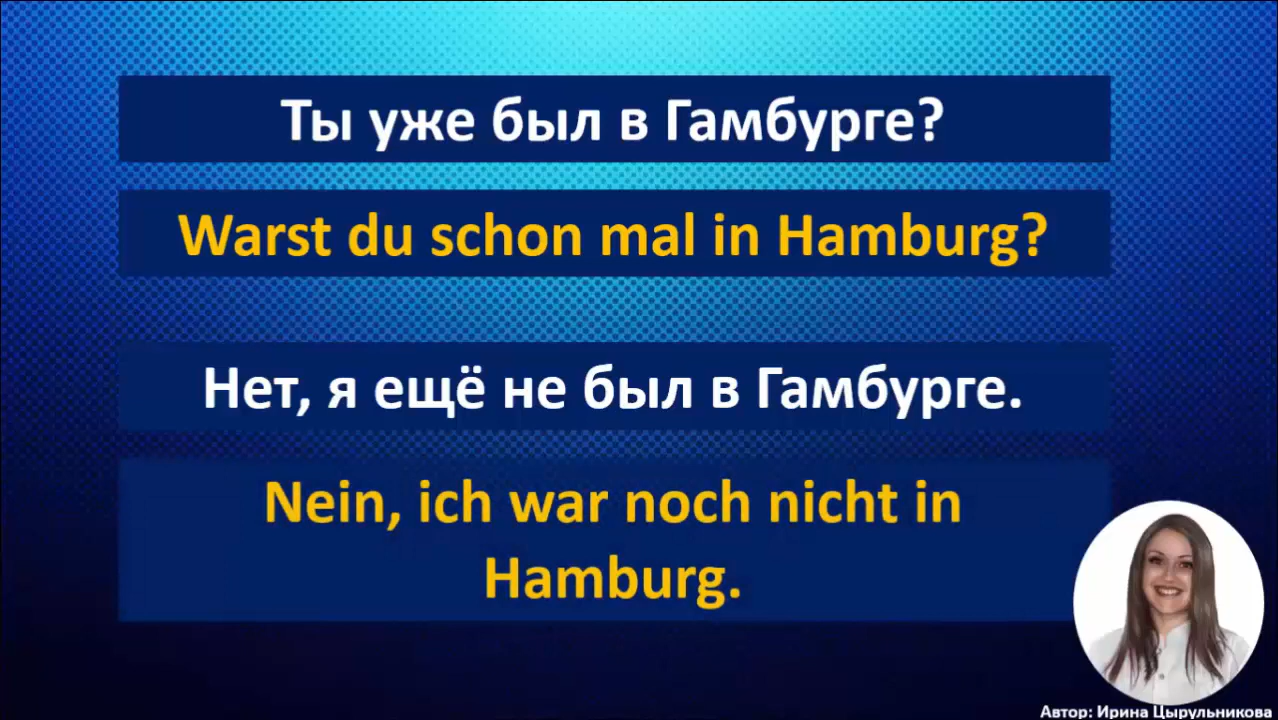 Ты уже был в Гамбурге?
Warst du schon mal in Hamburg?
Нет, я ещё не был в Гамбурге.
Nein, ich war noch nicht in
Hamburg.
Автор: Ирина Цырульникова